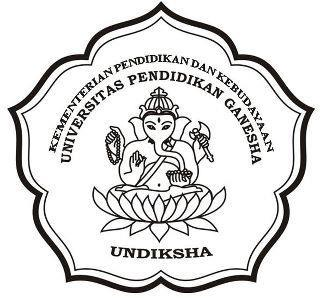 KEMENTERIAN PENDIDIKAN DAN KEBUDAYAAN
UNIVERSITAS PENDIDIKAN GANESHA
UNDIKSHA